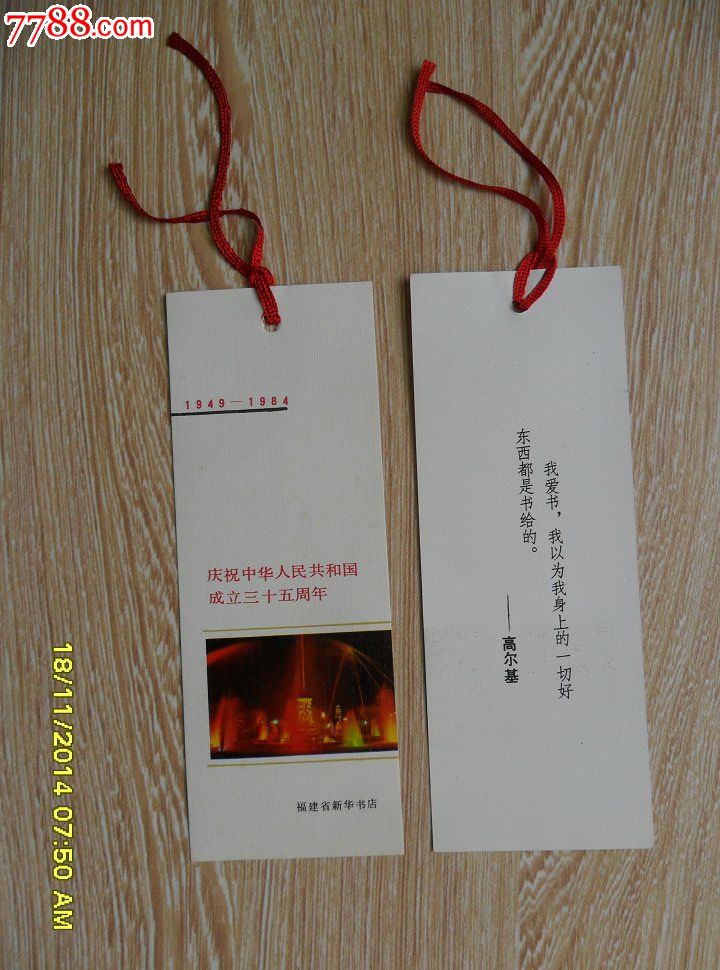 7788.com
1949—1984
庆祝中华人民共和国
成立三十五周年
福建省新华书店
我爱书，我以为我身上的一切好
东西都是书给的。
——高尔基
18/11/2014 07:50 AM